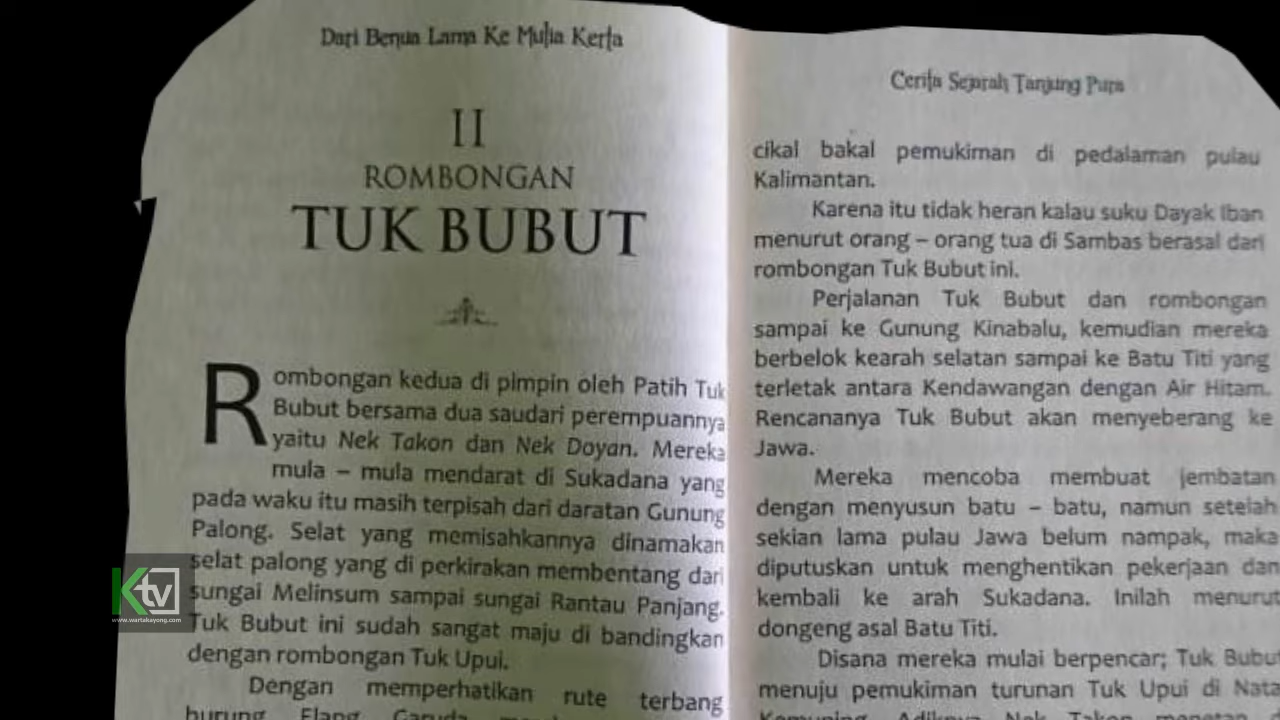 Dari Benua Lama Ke Mulia Kerta
II
ROMBONGAN
TUK BUBUT
Rombongan kedua di pimpin oleh Patih Tuk
Bubut bersama dua saudari perempuannya
yaitu Nek Takon dan Nek Doyan. Mereka
mula – mula mendarat di Sukadana yang
pada waku itu masih terpisah dari daratan Gunung
Palong. Selat yang memisahkannya dinamakan
selat palong yang di perkirakan membentang dari
sungai Melinsum sampai sungai Rantau Panjang.
Tuk Bubut ini sudah sangat maju di bandingkan
dengan rombongan Tuk Upui.
Dengan memperhatikan rute terbang
burung Elang Garuda
Cerita Sejarah Tanjung Pura
cikal bakal pemukiman di pedalaman pulau
Kalimantan.
Karena itu tidak heran kalau suku Dayak Iban
menurut orang – orang tua di Sambas berasal dari
rombongan Tuk Bubut ini.
Perjalanan Tuk Bubut dan rombongan
sampai ke Gunung Kinabalu, kemudian mereka
berbelok kearah selatan sampai ke Batu Titi yang
terletak antara Kendawangan dengan Air Hitam.
Rencananya Tuk Bubut akan menyeberang ke
Jawa.
Mereka mencoba membuat jembatan
dengan menyusun batu – batu, namun setelah
sekian lama pulau Jawa belum nampak, maka
diputuskan untuk menghentikan pekerjaan dan
kembali ke arah Sukadana. Inilah menurut
dongeng asal Batu Titi.
Disana mereka mulai berpencar; Tuk Bubut
menuju pemukiman turunan Tuk Upui di Nata
Kemuning. Adiknya Nek Takon menetap d
Ktv
www.wartakayong.com